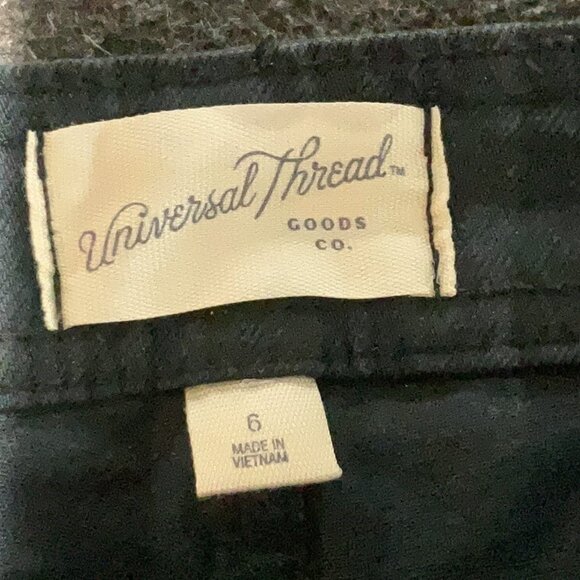 Universal Thread™
GOODS
CO.
6
MADE IN
VIETNAM